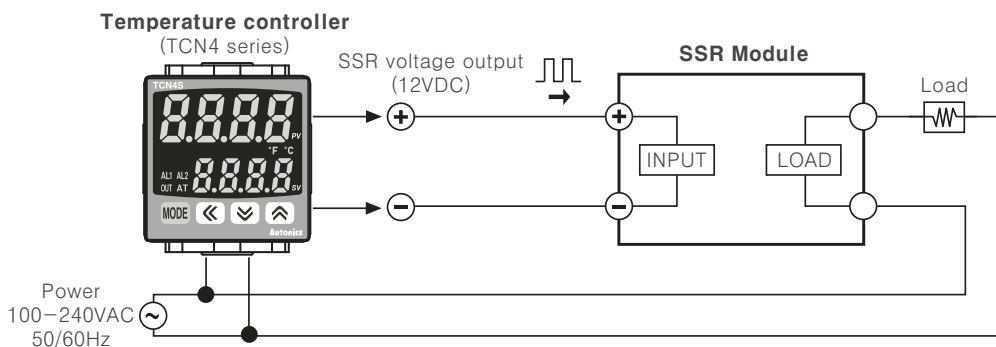 Temperature controller
(TCN4 series)
TCN4S
8.8.8.8
PV
°F °C
AL1 AL2
OUT AT
8.8.8.8
SV
MODE
Autonics
SSR voltage output
(12VDC)
+
−
SSR Module
+
INPUT
LOAD
−
Load
Power
100−240VAC
50/60Hz
~